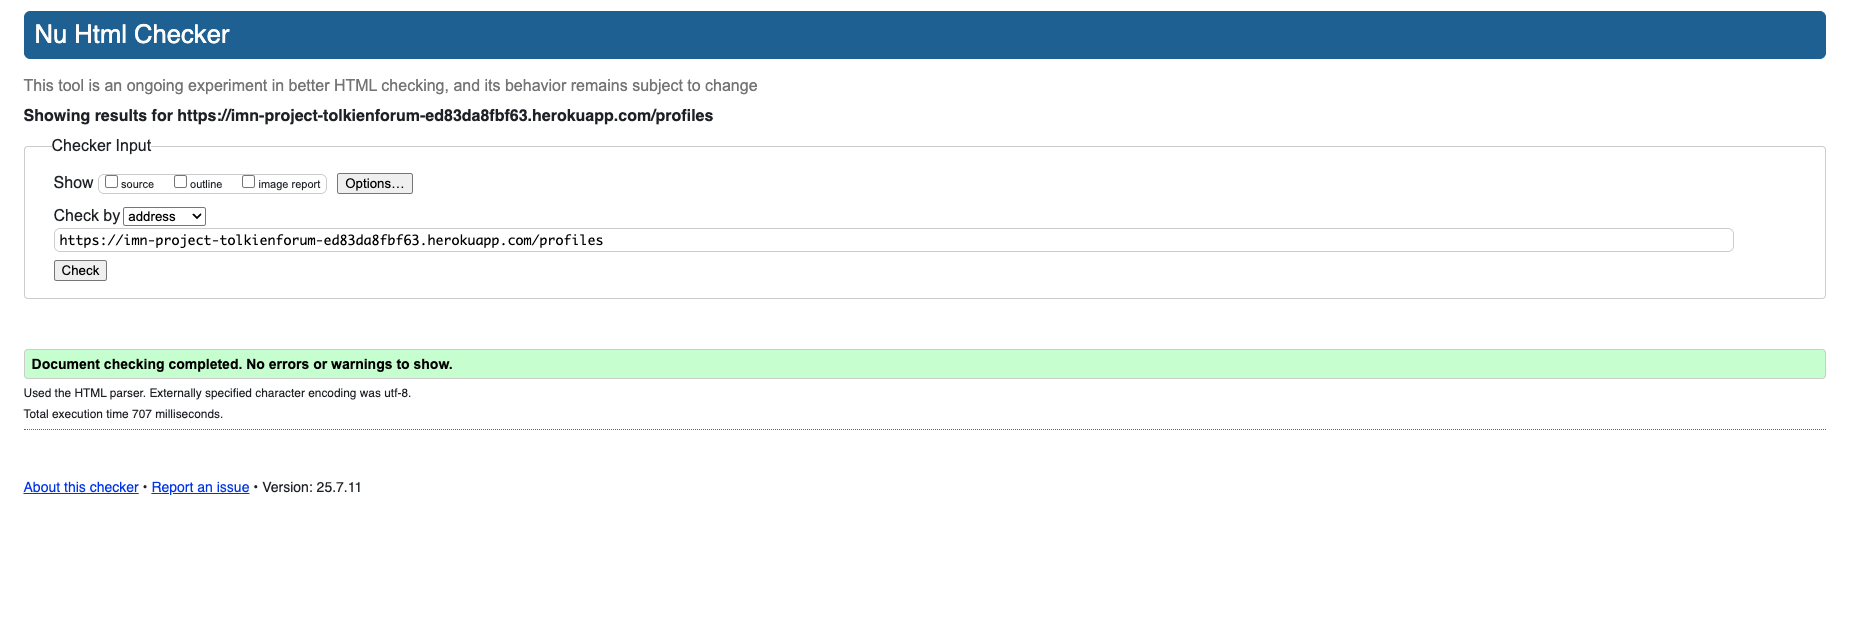 Nu Html Checker
This tool is an ongoing experiment in better HTML checking, and its behavior remains subject to change
Showing results for https://imn-project-tolkienforum-ed83da8fbf63.herokuapp.com/profiles
Checker Input
Show source outline image report Options...
Check by address
https://imn-project-tolkienforum-ed83da8fbf63.herokuapp.com/profiles
Check
Document checking completed. No errors or warnings to show.
Used the HTML parser. Externally specified character encoding was utf-8.
Total execution time 707 milliseconds.
About this checker • Report an issue • Version: 25.7.11